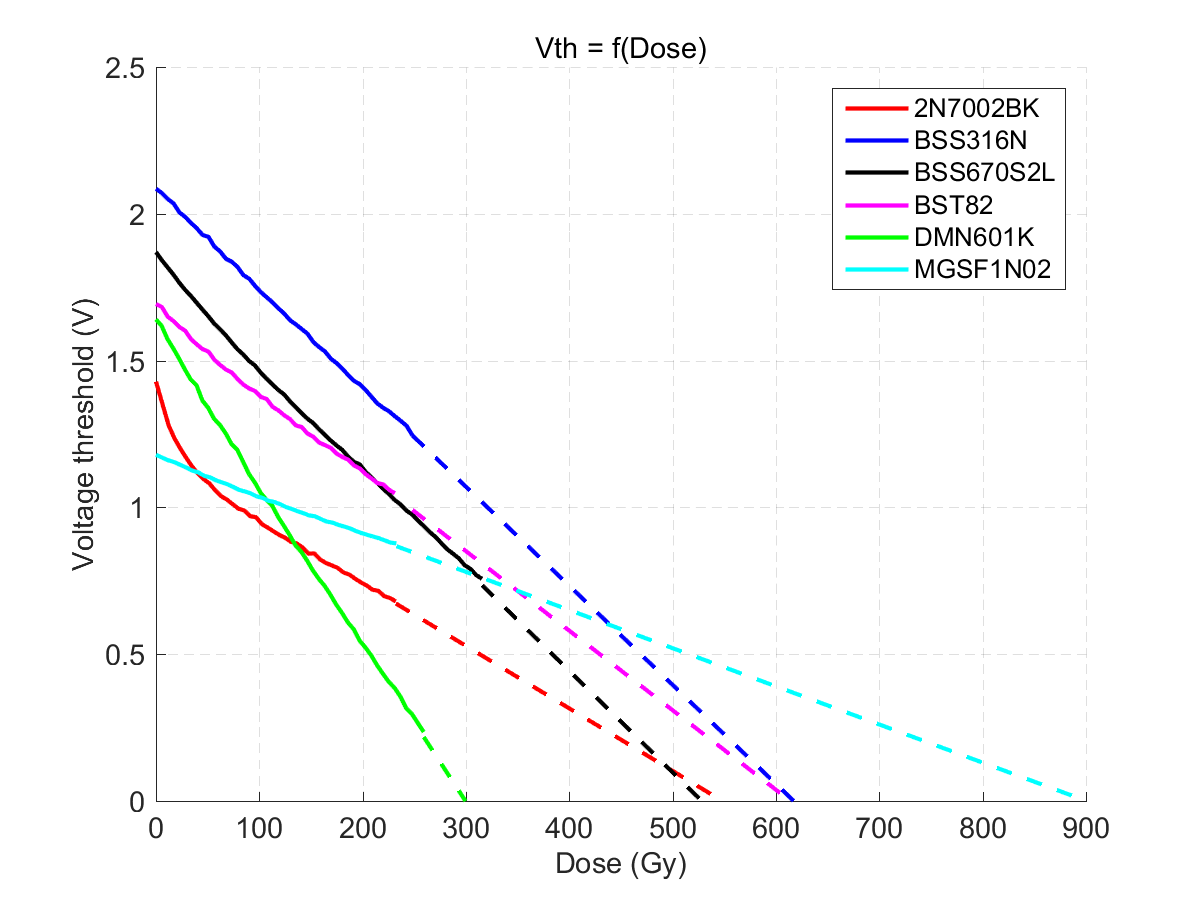 Vth = f(Dose)
2.5
2
1.5
1
0.5
0
Voltage threshold (V)
2N7002BK
BSS316N
BSS670S2L
BST82
DMN601K
MGSF1N02
0 100 200 300 400 500 600 700 800 900
Dose (Gy)